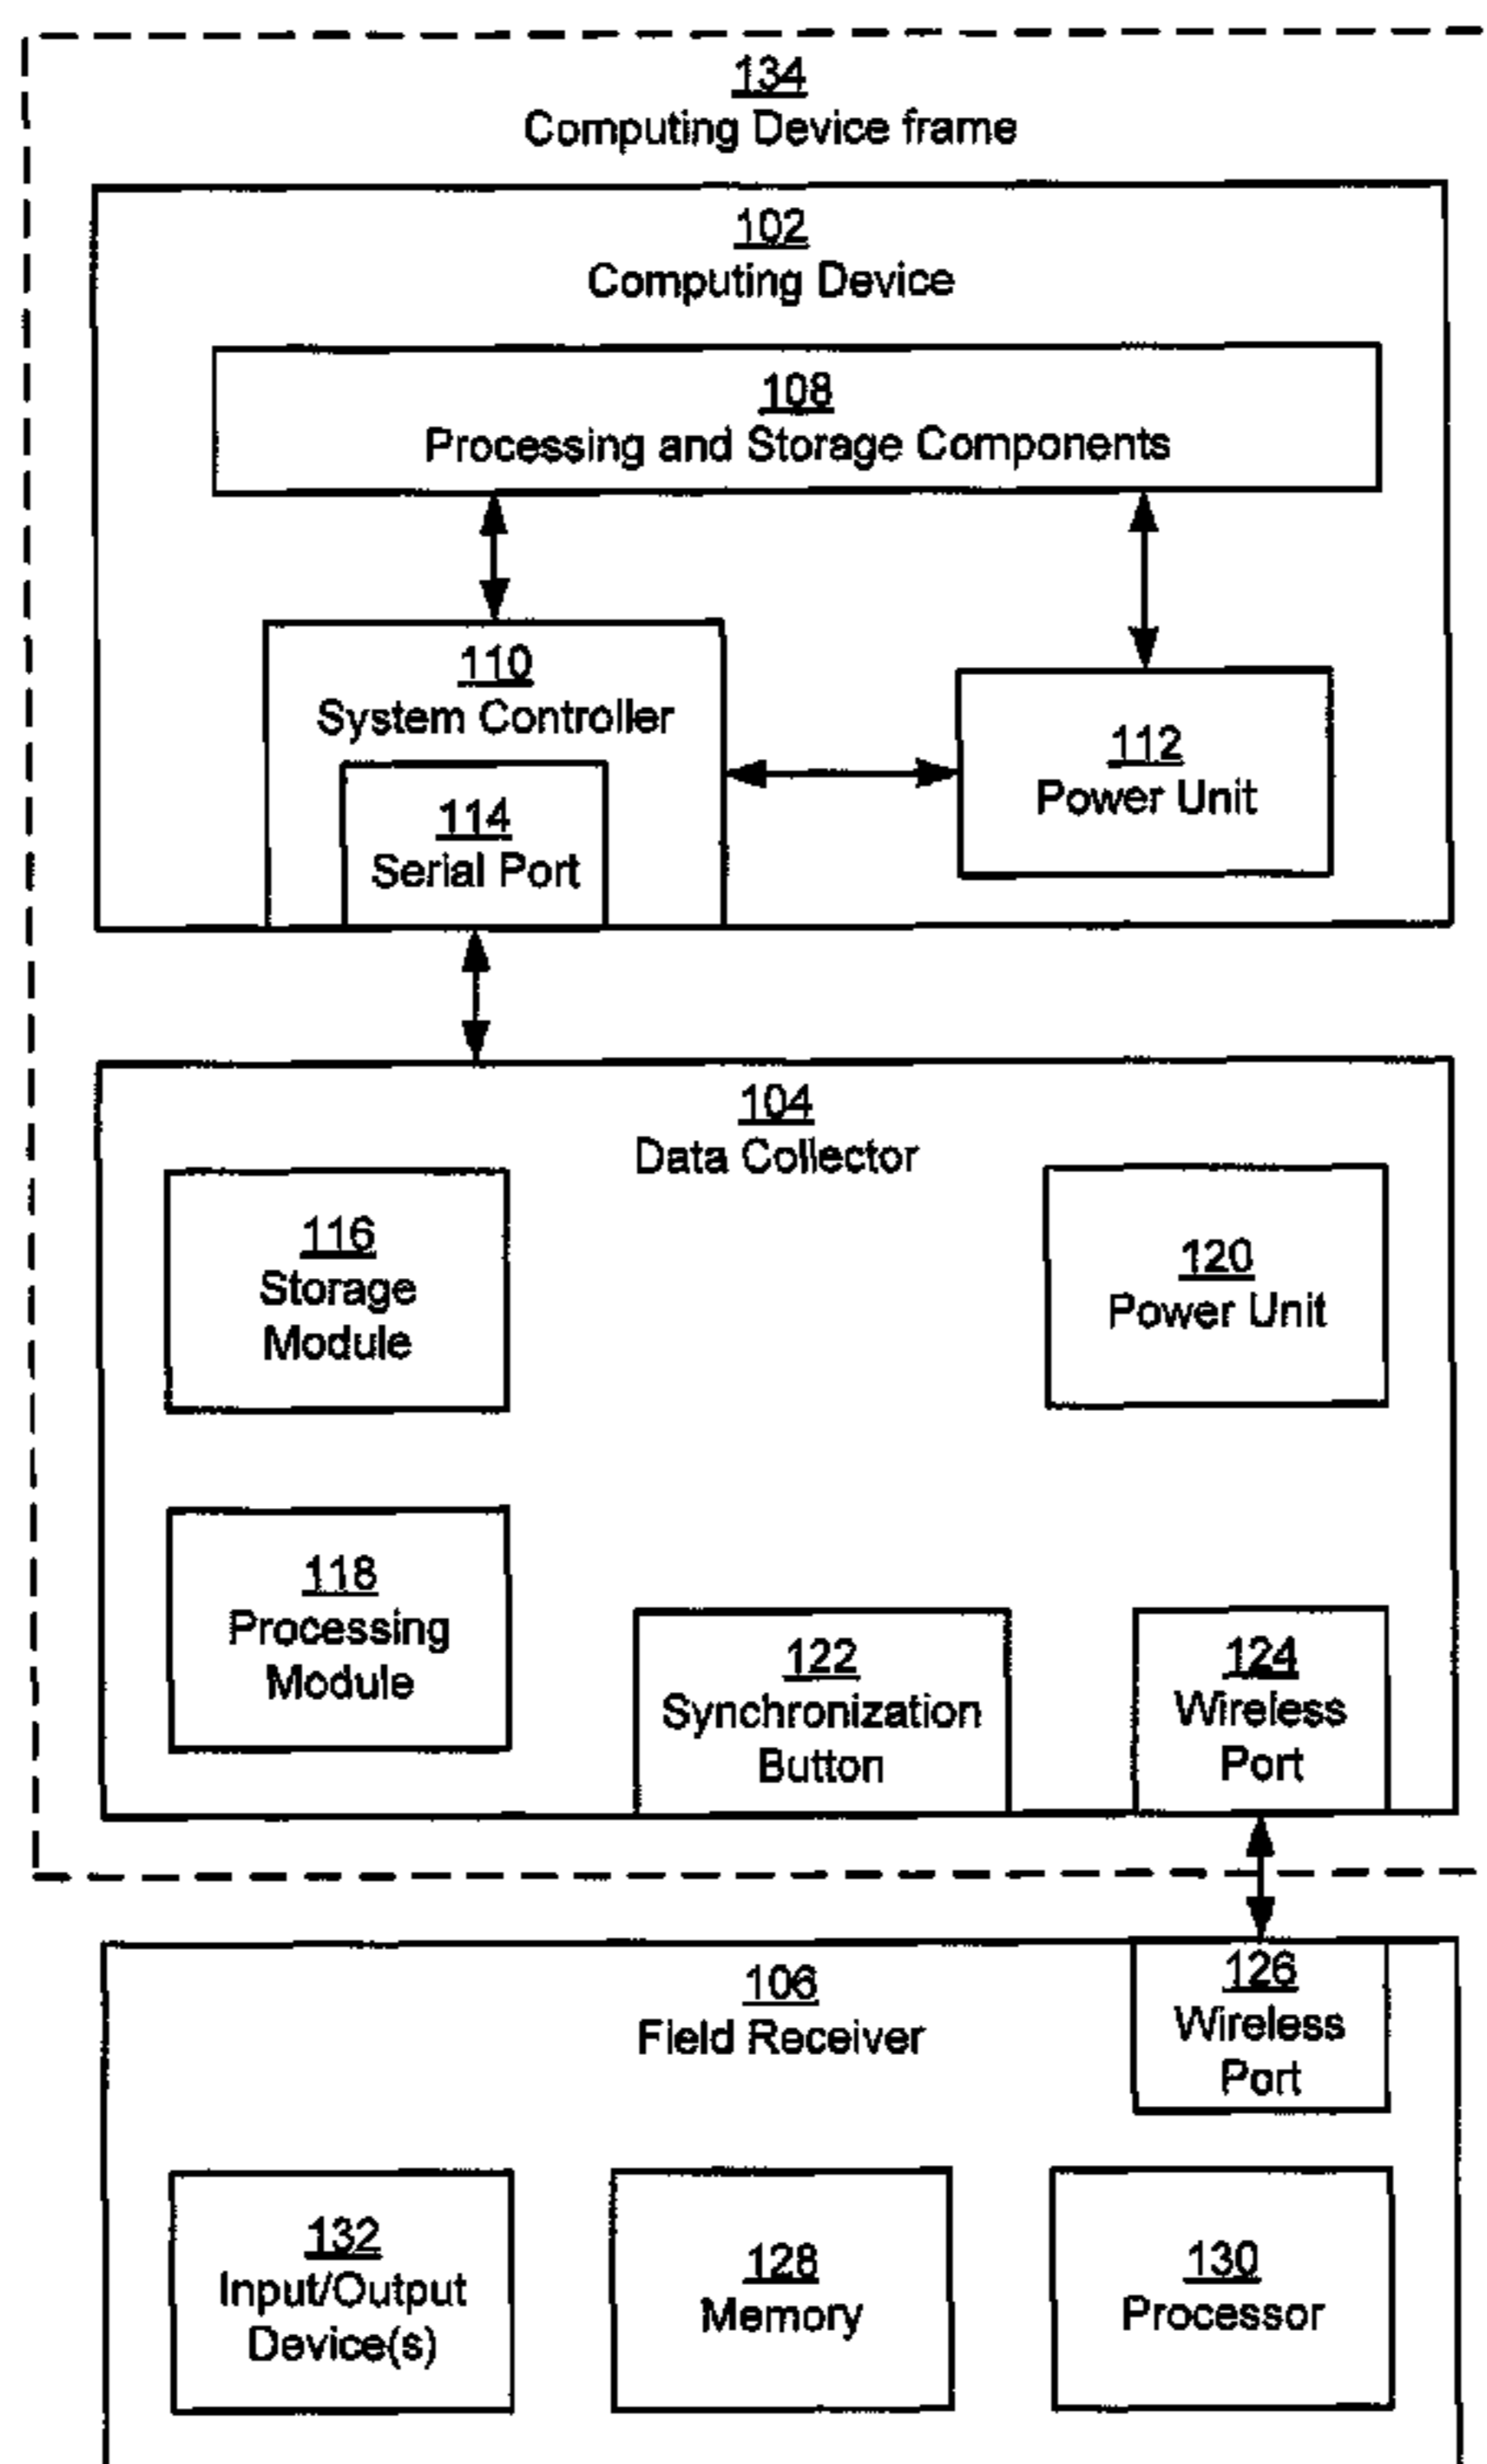 134
Computing Device frame
102
Computing Device
108
Processing and Storage Components
110
System Controller
112
Power Unit
114
Serial Port
104
Data Collector
116
Storage
Module
120
Power Unit
118
Processing
Module
122
Synchronization
Button
124
Wireless
Port
106
Field Receiver
126
Wireless
Port
132
Input/Output
Device(s)
128
Memory
130
Processor